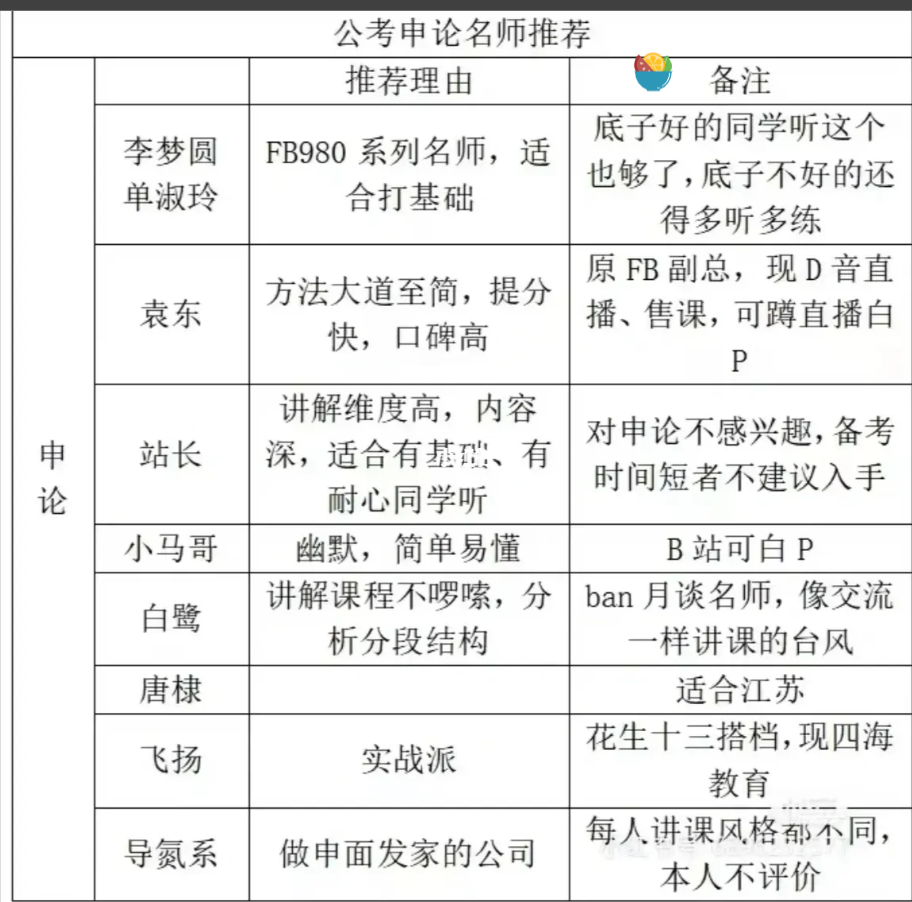 公考申论名师推荐
推荐理由
备注
申
论
李梦圆
单淑玲
FB980 系列名师，适
合打基础
底子好的同学听这个
也够了，底子不好的还
得多听多练
袁东
方法大道至简，提分
快，口碑高
原 FB 副总，现 D 音直
播、售课，可蹲直播白
P
站长
讲解维度高，内容
深，适合有基础、有
耐心同学听
对申论不感兴趣，备考
时间短者不建议入手
小马哥
幽默，简单易懂
B 站可白 P
白鹭
讲解课程不啰嗦，分
析分段结构
ban 月谈名师，像交流
一样讲课的台风
唐棣
适合江苏
飞扬
实战派
花生十三搭档，现四海
教育
导氮系
做申面发家的公司
每人讲课风格都不同，
本人不评价